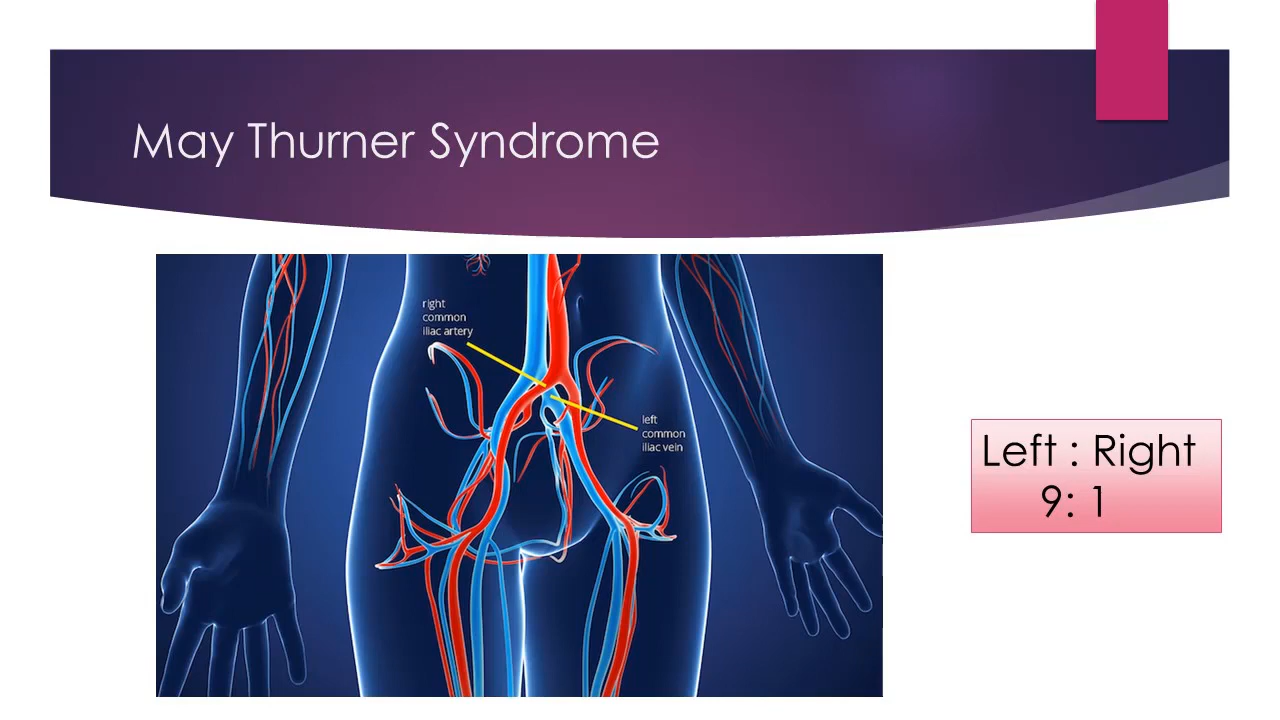 May Thurner Syndrome
right
common
iliac artery
left
common
iliac vein
Left : Right
9: 1